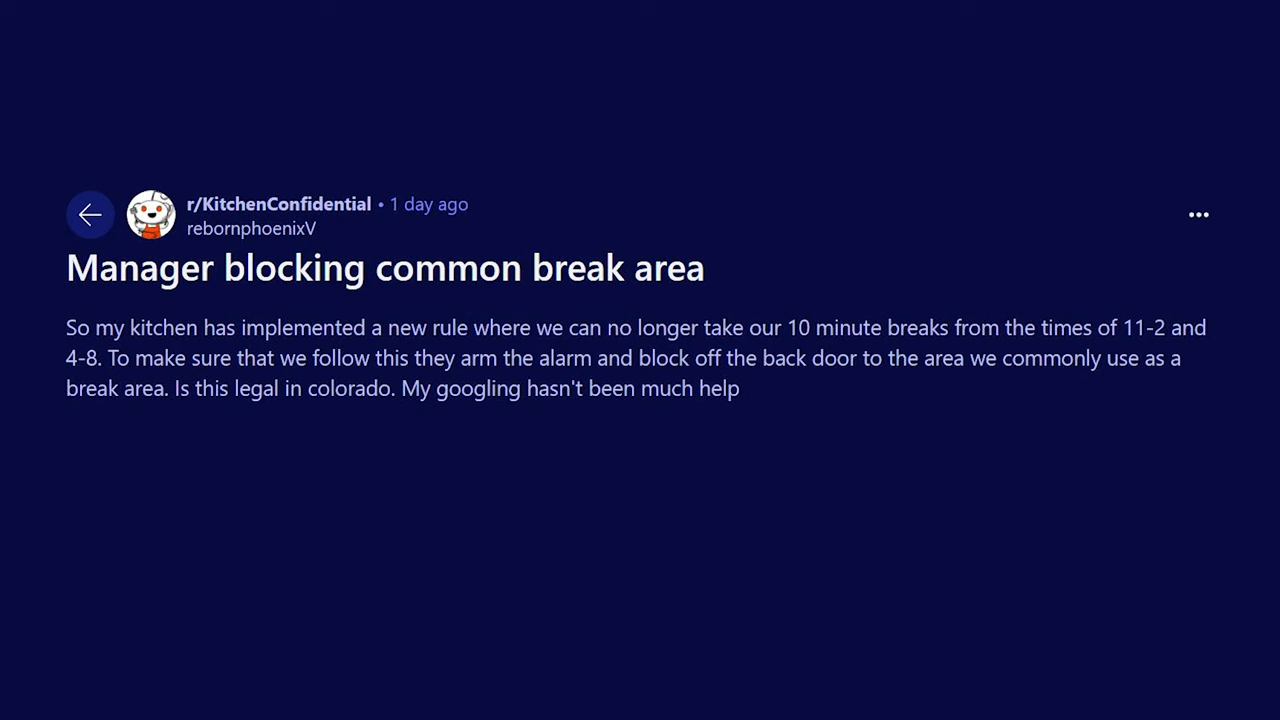 r/KitchenConfidential • 1 day ago
rebornphoenixV
Manager blocking common break area
So my kitchen has implemented a new rule where we can no longer take our 10 minute breaks from the times of 11-2 and
4-8. To make sure that we follow this they arm the alarm and block off the back door to the area we commonly use as a
break area. Is this legal in colorado. My googling hasn't been much help